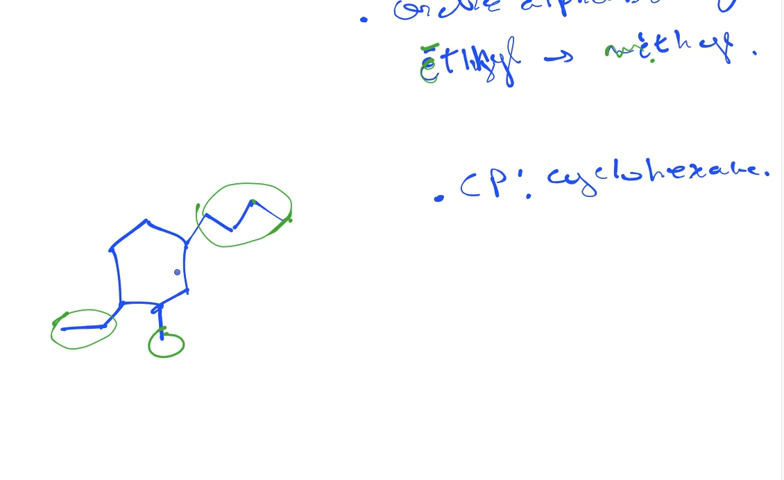 ethyl → methyl.
. CP: cyclohexane.